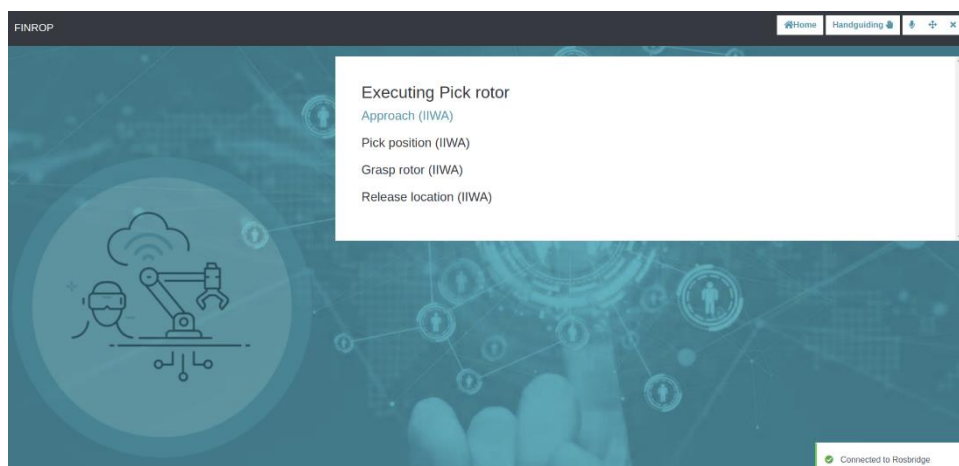 FINROP
Home
Handguiding
Executing Pick rotor
Approach (IIWA)
Pick position (IIWA)
Grasp rotor (IIWA)
Release location (IIWA)
Connected to Rosbridge